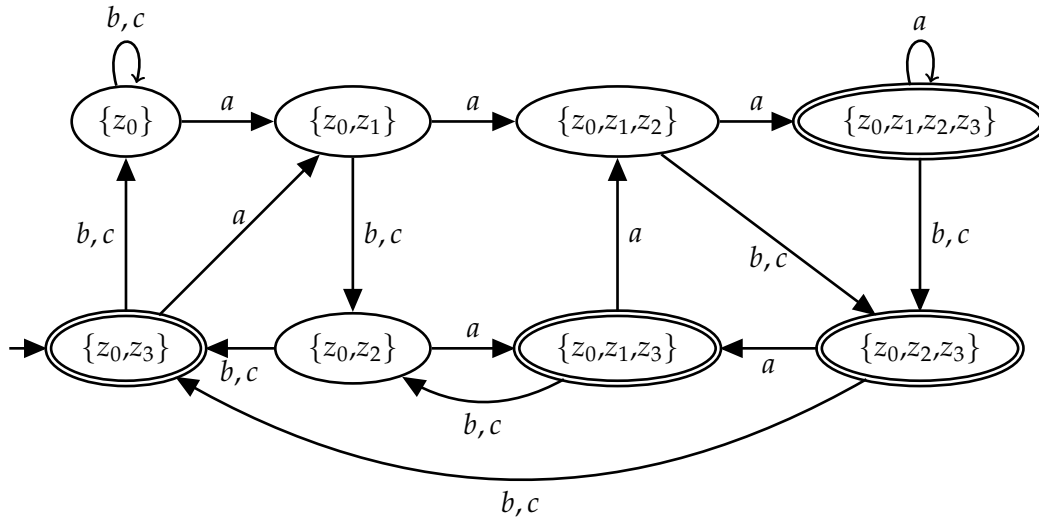 b, c
a
{z0} a {z0,z1} a {z0,z1,z2} a {z0,z1,z2,z3}
b, c a b, c a b, c b, c
{z0,z3} b, c {z0,z2} a {z0,z1,z3} a {z0,z2,z3}
b, c
b, c